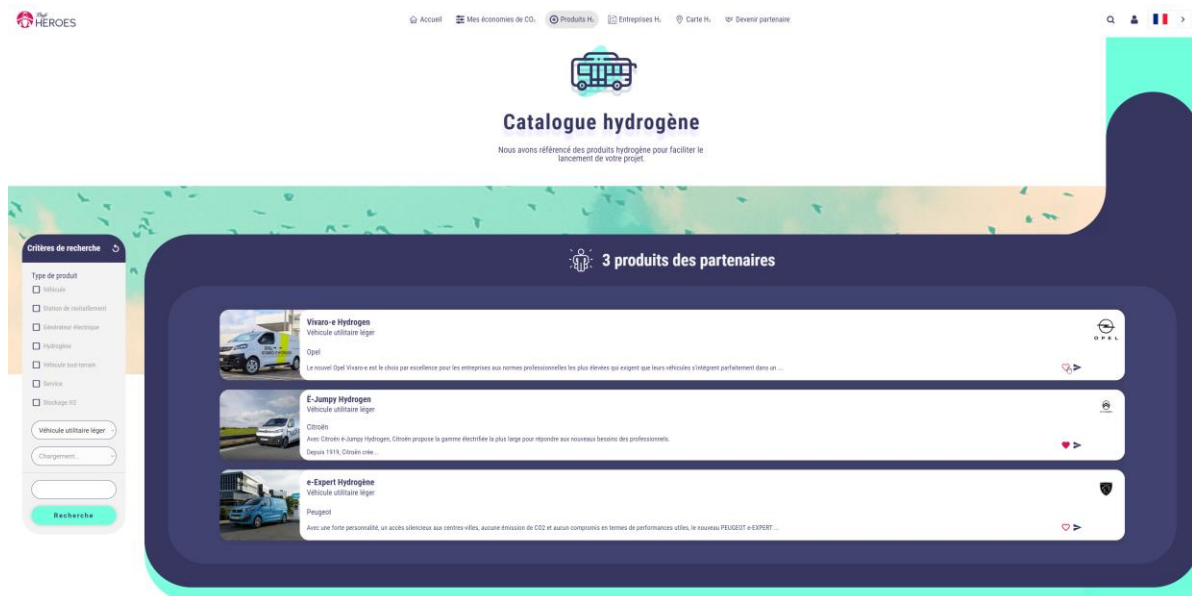 HEROES
Accueil
Mes économies de CO₂
Produits H₂
Entreprises H₂
Carte H₂
Devenir partenaire
Catalogue hydrogène
Nous avons référencé des produits hydrogène pour faciliter le
lancement de votre projet.
Critères de recherche
Type de produit
Véhicule
Station de ravitaillement
Générateur électrique
Hydrogène
Véhicule tout-terrain
Service
Stockage H2
Véhicule utilitaire léger
Chargement...
Recherche
3 produits des partenaires
Vivaro-e Hydrogen
Véhicule utilitaire léger
Opel
Le nouvel Opel Vivaro-e est le choix par excellence pour les entreprises aux normes professionnelles les plus élevées qui exigent que leurs véhicules s'intègrent parfaitement dans un ...
OPEL
Ë-Jumpy Hydrogen
Véhicule utilitaire léger
Citroën
Avec Citroën ë-Jumpy Hydrogen, Citroën propose la gamme électrifiée la plus large pour répondre aux nouveaux besoins des professionnels.
Depuis 1919, Citroën crée...
e-Expert Hydrogène
Véhicule utilitaire léger
Peugeot
Avec une forte personnalité, un accès silencieux aux centres-villes, aucune émission de CO2 et aucun compromis en termes de performances utiles, le nouveau PEUGEOT e-EXPERT ...